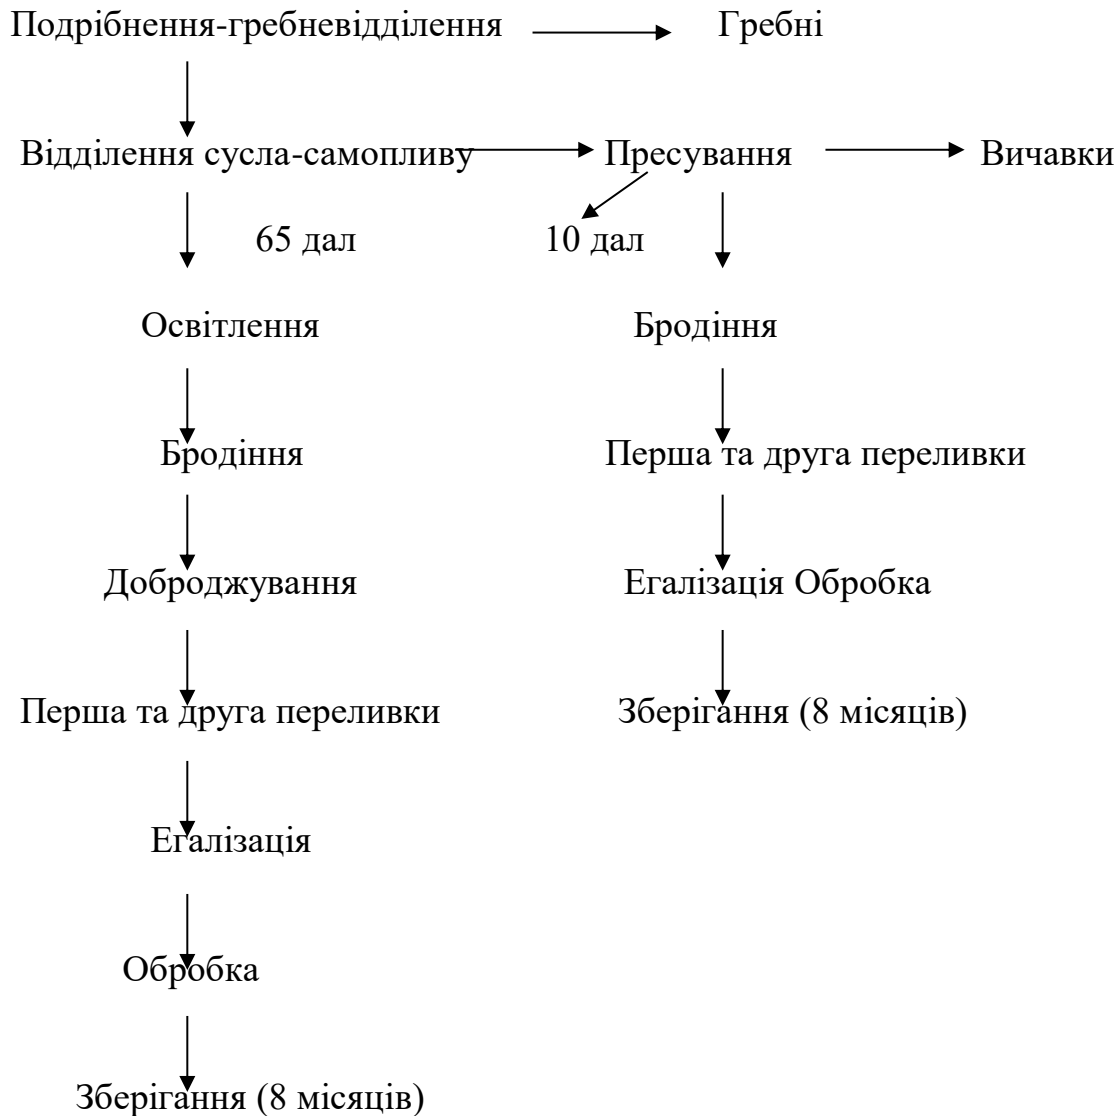 Подрібнення-гребневідділення Гребні
Відділення сусла-самопливу Пресування Вичавки
65 дал 10 дал
Освітлення Бродіння
Бродіння Перша та друга переливки
Доброджування Егалізація Обробка
Перша та друга переливки Зберігання (8 місяців)
Егалізація
Обробка
Зберігання (8 місяців)